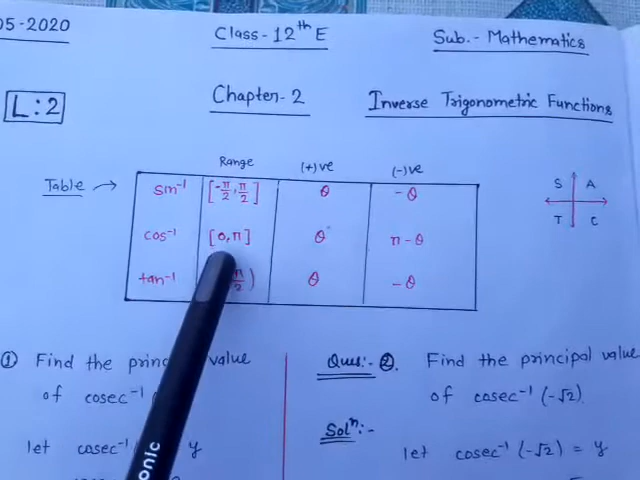 05-2020
Class-12th E
Sub.- Mathematics
L:2
Chapter-2
Inverse Trigonometric Functions
Range (+)ve (-)ve
Table → sin⁻¹ [-π/2, π/2] θ -θ
cos⁻¹ [0, π] θ π-θ
tan⁻¹ π/2) θ -θ
S A
T C
① Find the value
of cosec⁻¹
let cosec⁻¹ y
Ques:- ②. Find the principal value
of cosec⁻¹ (-√2).
Solⁿ:-
let cosec⁻¹ (-√2) = y
onic